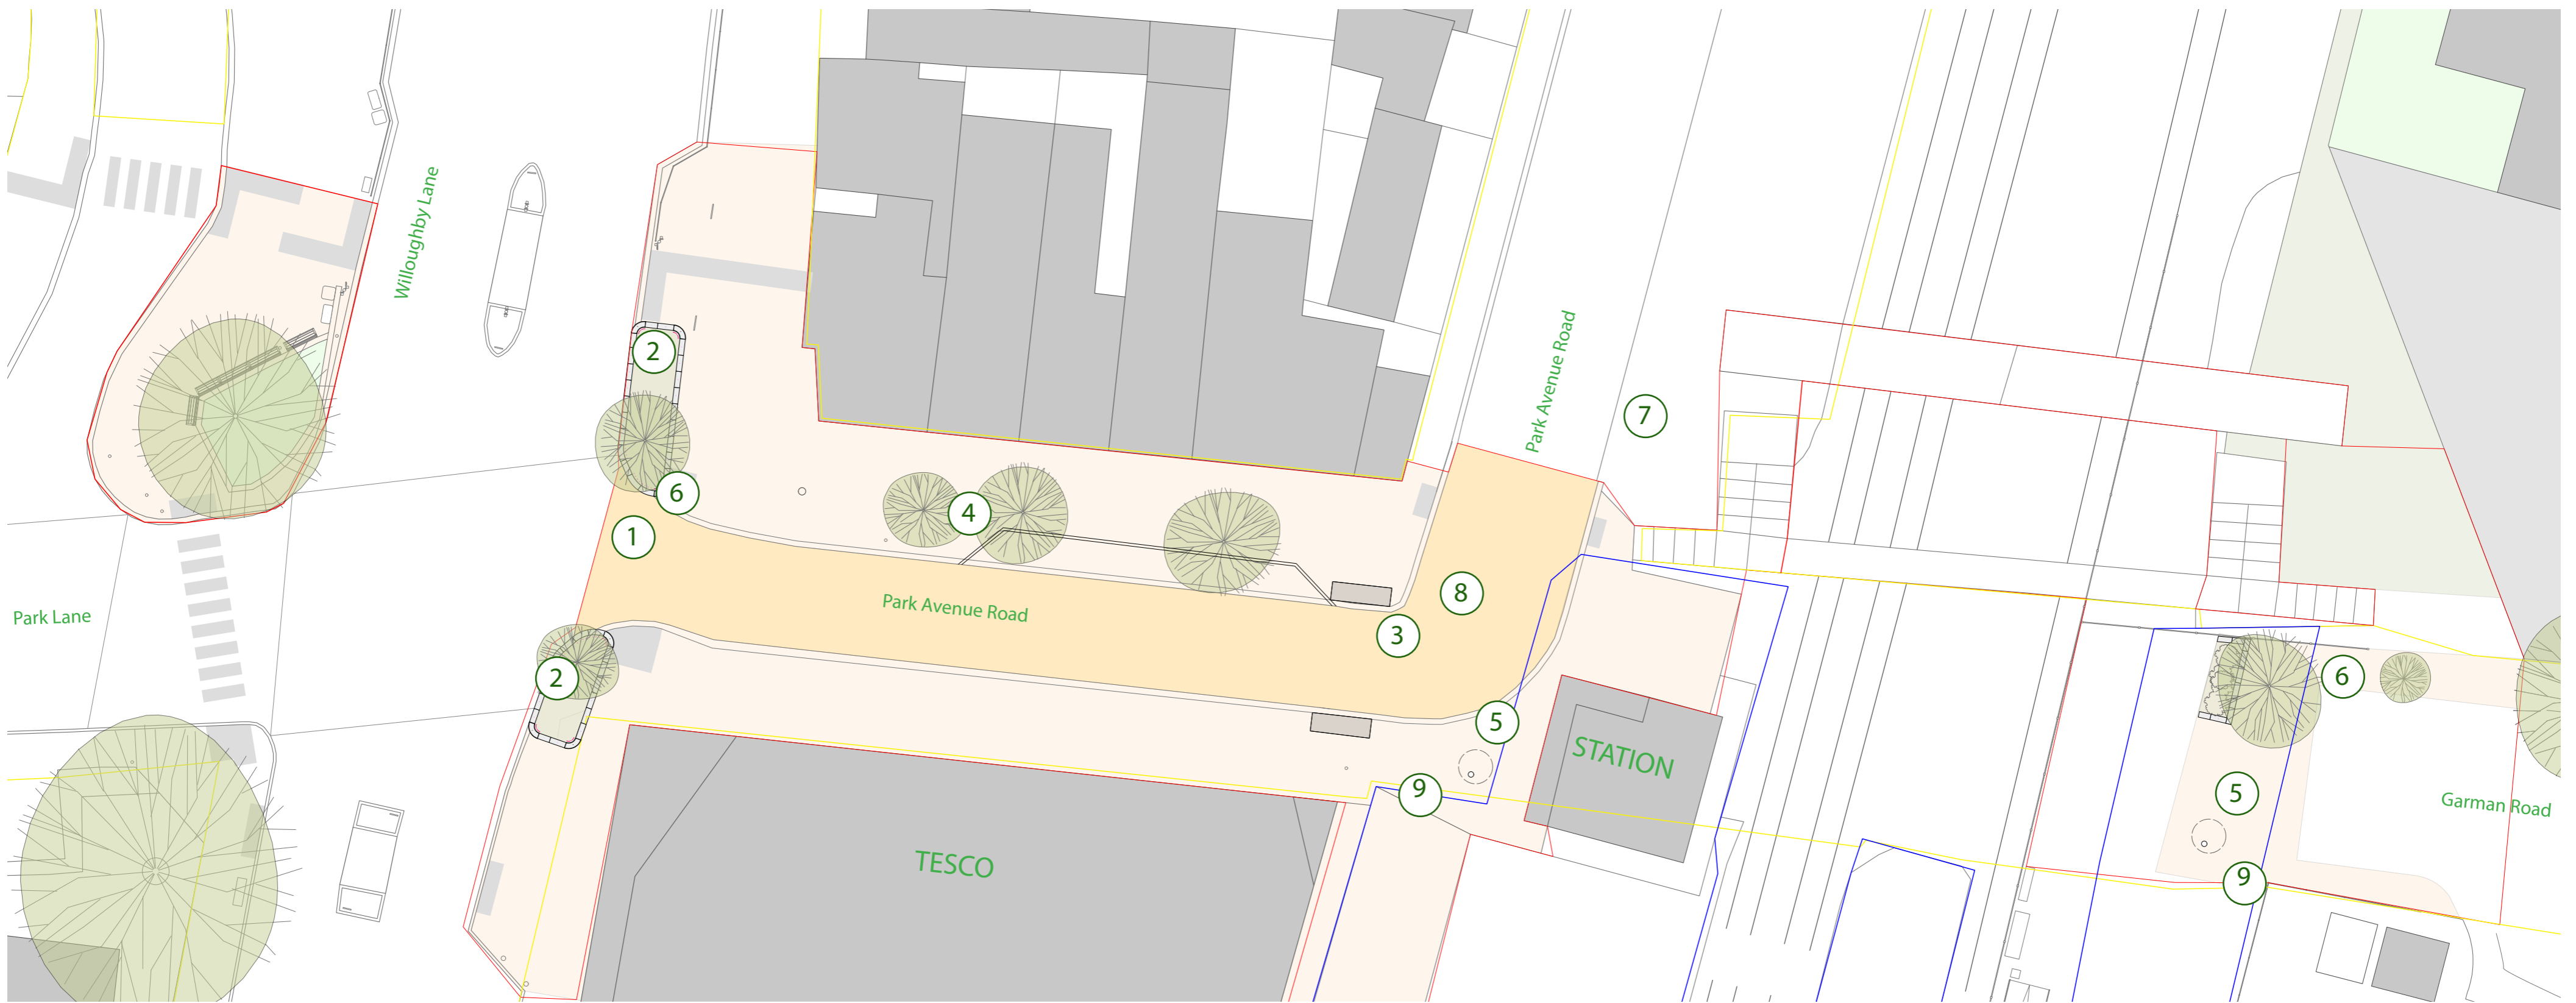 Willoughby Lane
2
Park Avenue Road
7
6
4
1
8
Park Lane
Park Avenue Road
3
2
6
5
STATION
9
5
Garman Road
TESCO
9